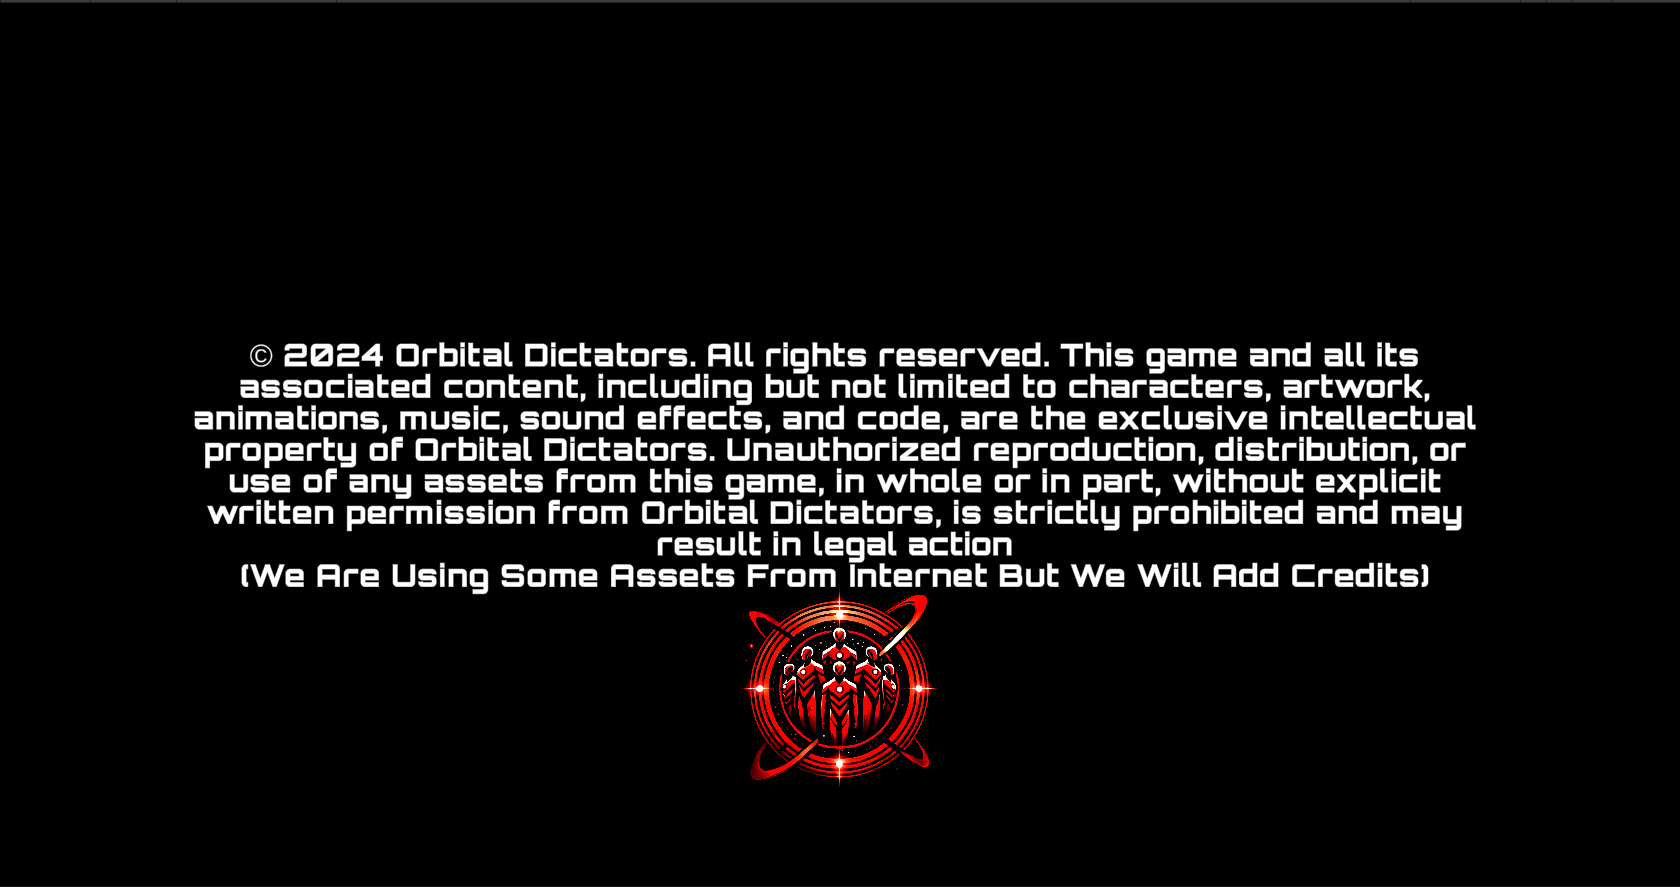 © 2024 Orbital Dictators. All rights reserved. This game and all its
associated content, including but not limited to characters, artwork,
animations, music, sound effects, and code, are the exclusive intellectual
property of Orbital Dictators. Unauthorized reproduction, distribution, or
use of any assets from this game, in whole or in part, without explicit
written permission from Orbital Dictators, is strictly prohibited and may
result in legal action
(We Are Using Some Assets From Internet But We Will Add Credits)